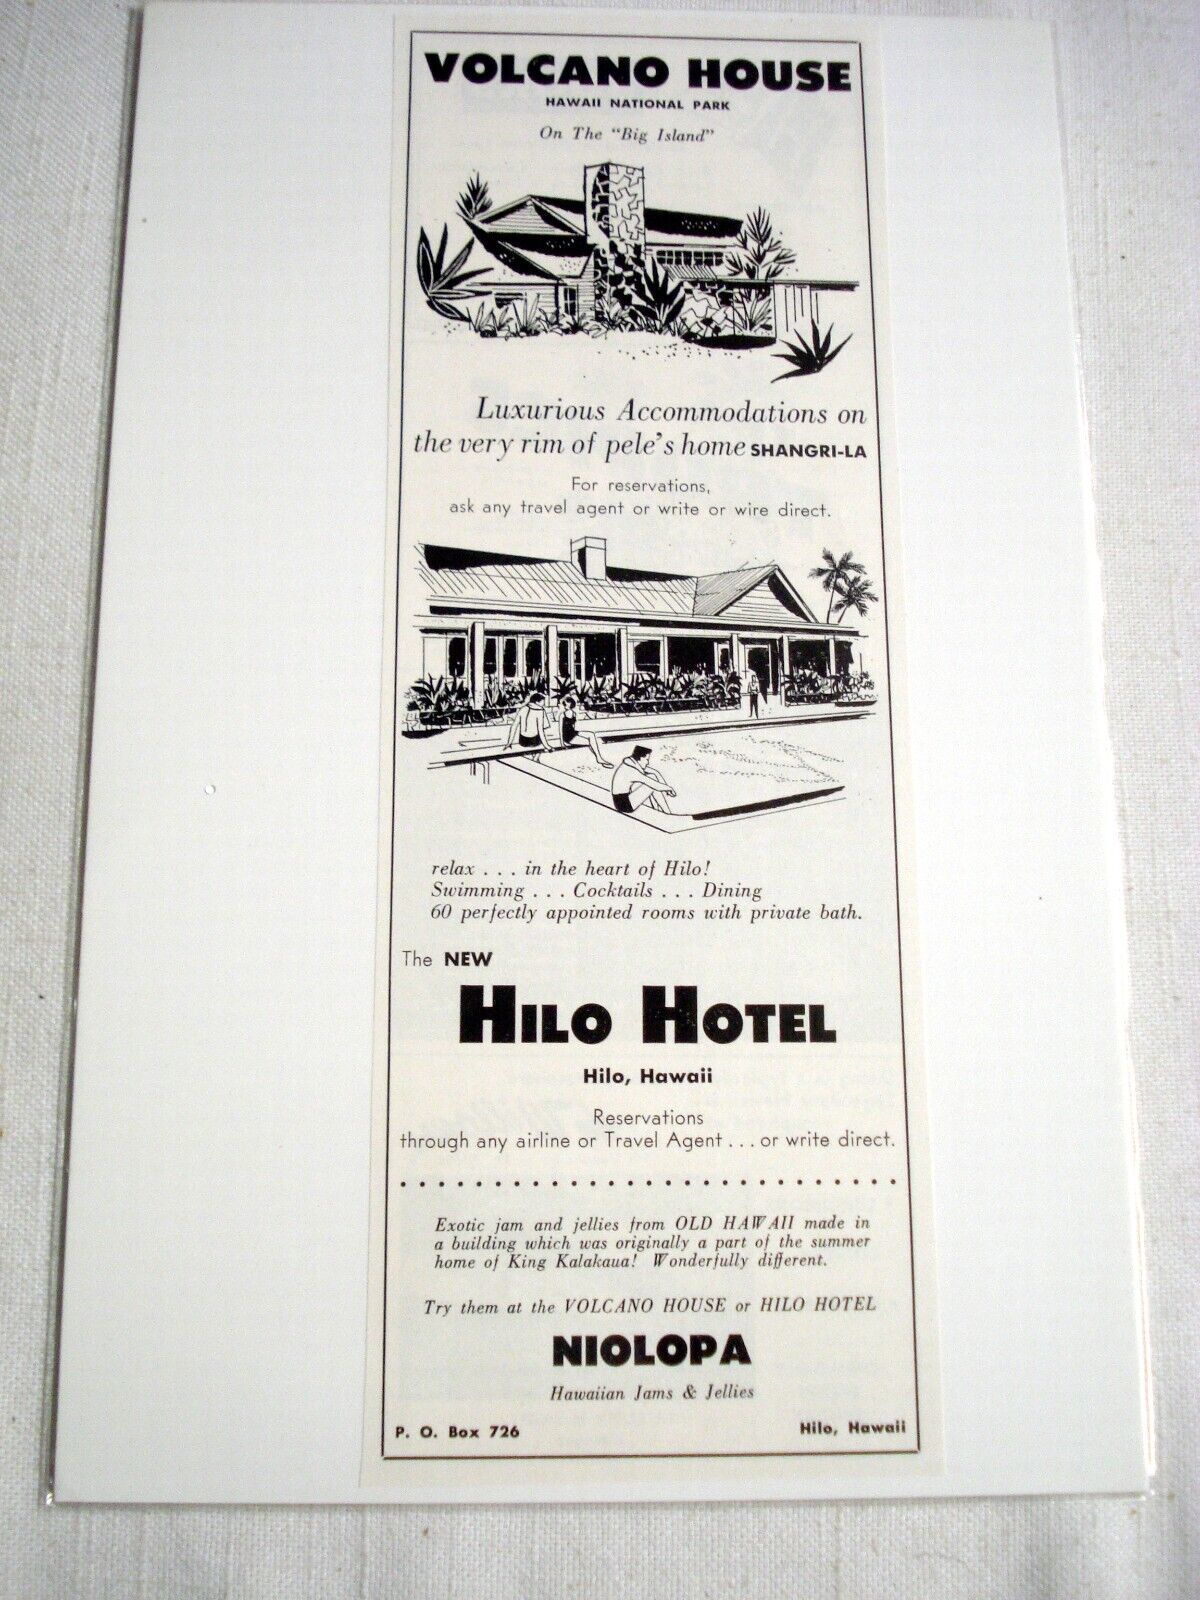 VOLCANO HOUSE
HAWAII NATIONAL PARK
On The "Big Island"
Luxurious Accommodations on
the very rim of pele's home SHANGRI-LA
For reservations,
ask any travel agent or write or wire direct.
relax . . . in the heart of Hilo!
Swimming . . . Cocktails . . . Dining
60 perfectly appointed rooms with private bath.
The NEW
HILO HOTEL
Hilo, Hawaii
Reservations
through any airline or Travel Agent . . . or write direct.
Exotic jam and jellies from OLD HAWAII made in
a building which was originally a part of the summer
home of King Kalakaua! Wonderfully different.
Try them at the VOLCANO HOUSE or HILO HOTEL
NIOLOPA
Hawaiian Jams & Jellies
P. O. Box 726 Hilo, Hawaii